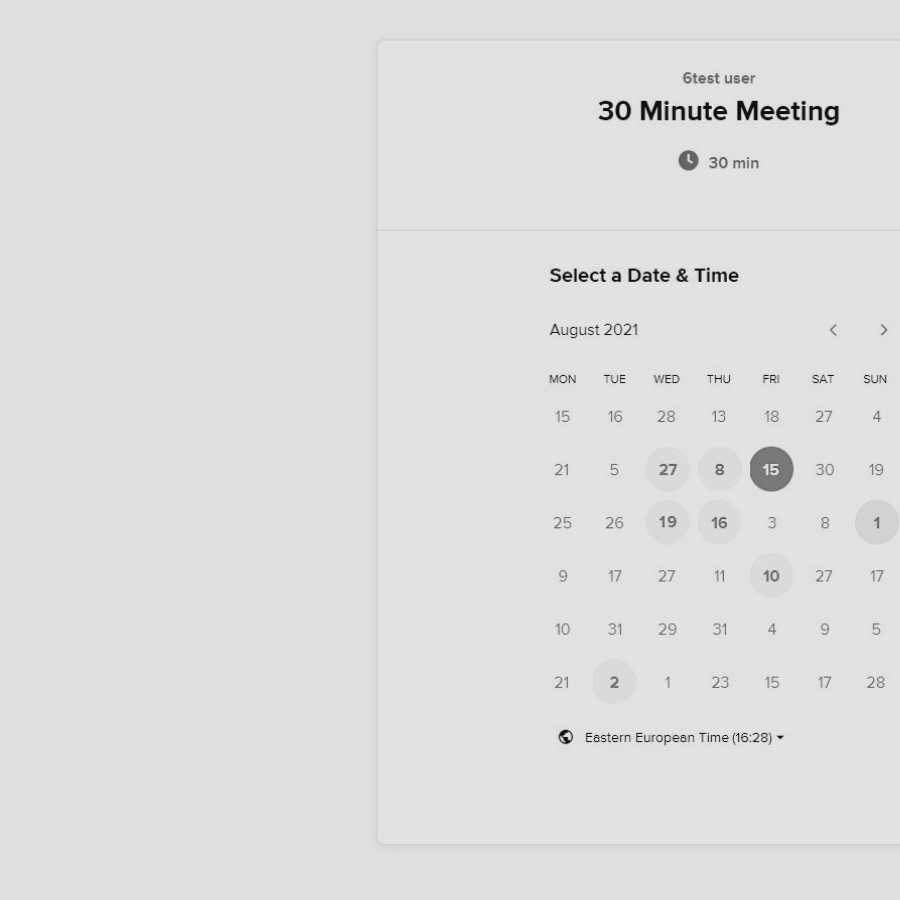 6test user
30 Minute Meeting
30 min
Select a Date & Time
August 2021
MON TUE WED THU FRI SAT SUN
15 16 28 13 18 27 4
21 5 27 8 15 30 19
25 26 19 16 3 8 1
9 17 27 11 10 27 17
10 31 29 31 4 9 5
21 2 1 23 15 17 28
Eastern European Time (16:28)